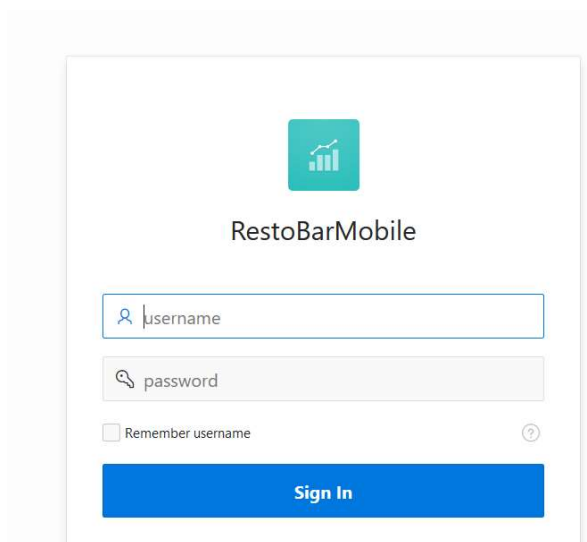 RestoBarMobile
username
password
Remember username
?
Sign In